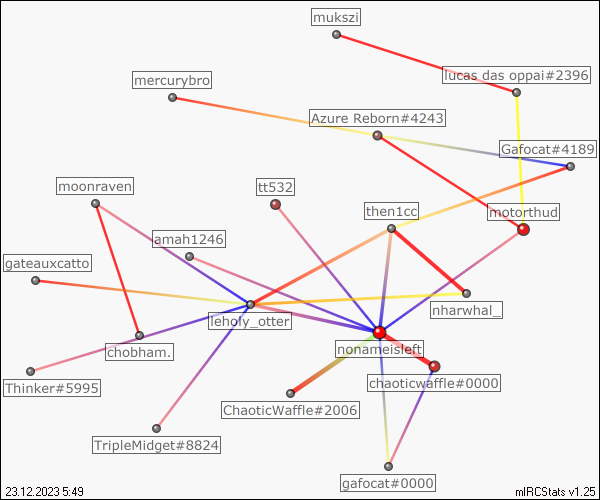 mukszi
lucas das oppai#2396
mercurybro
Azure Reborn#4243
Gafocat#4189
moonraven
tt532
then1cc
motorthud
amah1246
gateauxcatto
nharwhal_
leholy_otter
chobham.
nonameisleft
Thinker#5995
chaoticwaffle#0000
ChaoticWaffle#2006
TripleMidget#8824
gafocat#0000
23.12.2023 5:49
mIRCStats v1.25